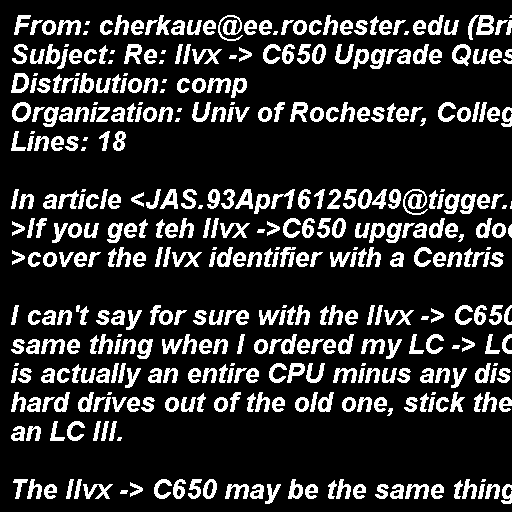 From: cherkaue@ee.rochester.edu (Bri
Subject: Re: IIvx -> C650 Upgrade Ques
Distribution: comp
Organization: Univ of Rochester, Colleg
Lines: 18

In article <JAS.93Apr16125049@tigger.
>If you get teh IIvx ->C650 upgrade, doe
>cover the IIvx identifier with a Centris

I can't say for sure with the IIvx -> C650
same thing when I ordered my LC -> LC
is actually an entire CPU minus any dis
hard drives out of the old one, stick the
an LC III.

The IIvx -> C650 may be the same thing